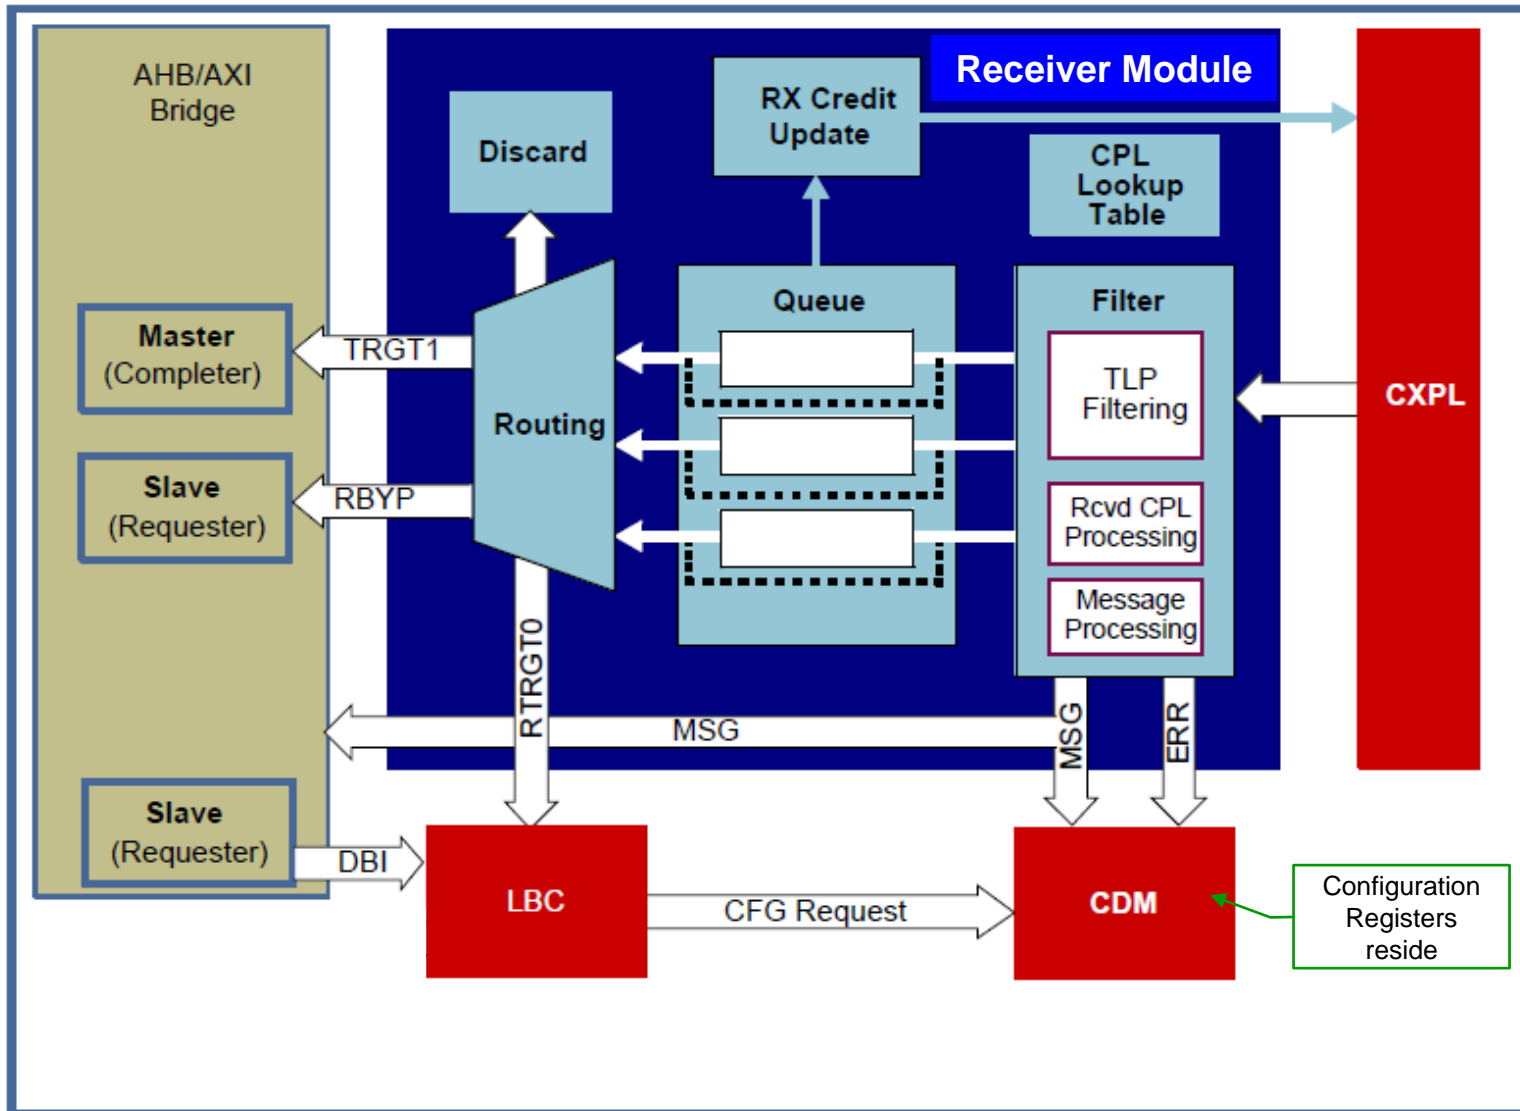 AHB/AXI
Bridge
Receiver Module
RX Credit
Update
Discard
CPL
Lookup
Table
Queue
Filter
Master
(Completer)
TRGT1
TLP
Filtering
CXPL
Routing
Slave
(Requester)
RBYP
Rcvd CPL
Processing
Message
Processing
RTRGT0
MSG
MSG
ERR
Slave
(Requester)
DBI
LBC
CFG Request
CDM
Configuration
Registers
reside